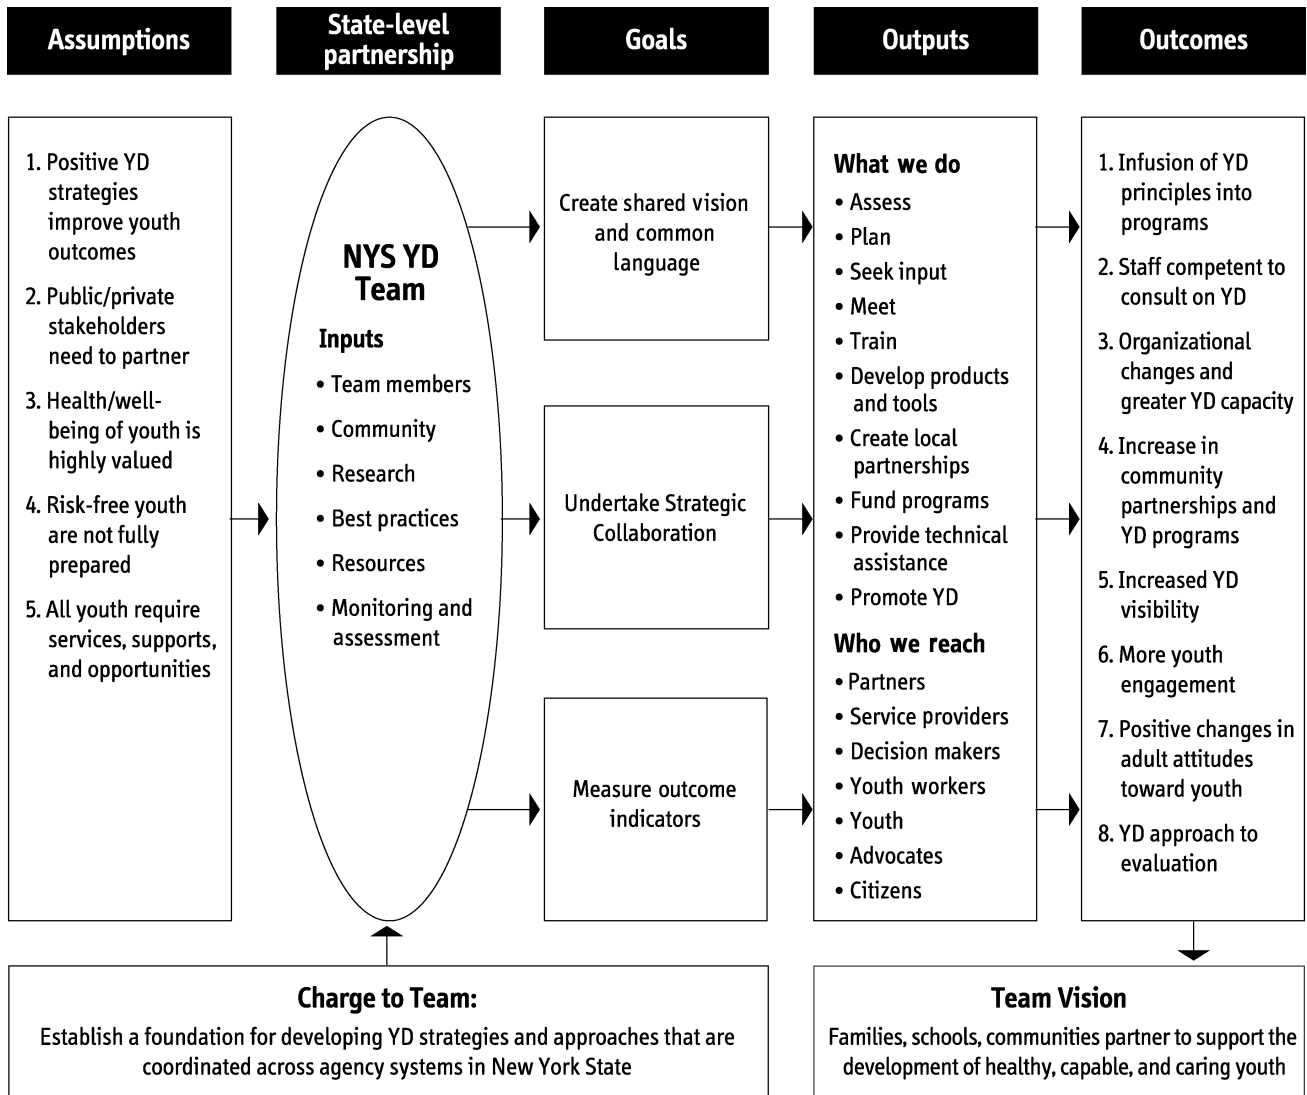 Assumptions
State-level
partnership
Goals
Outputs
Outcomes
1. Positive YD
strategies
improve youth
outcomes
2. Public/private
stakeholders
need to partner
3. Health/well-
being of youth is
highly valued
4. Risk-free youth
are not fully
prepared
5. All youth require
services, supports,
and opportunities
NYS YD
Team
Inputs
• Team members
• Community
• Research
• Best practices
• Resources
• Monitoring and
assessment
Create shared vision
and common
language
Undertake Strategic
Collaboration
Measure outcome
indicators
What we do
• Assess
• Plan
• Seek input
• Meet
• Train
• Develop products
and tools
• Create local
partnerships
• Fund programs
• Provide technical
assistance
• Promote YD
Who we reach
• Partners
• Service providers
• Decision makers
• Youth workers
• Youth
• Advocates
• Citizens
1. Infusion of YD
principles into
programs
2. Staff competent to
consult on YD
3. Organizational
changes and
greater YD capacity
4. Increase in
community
partnerships and
YD programs
5. Increased YD
visibility
6. More youth
engagement
7. Positive changes in
adult attitudes
toward youth
8. YD approach to
evaluation
Charge to Team:
Establish a foundation for developing YD strategies and approaches that are
coordinated across agency systems in New York State
Team Vision
Families, schools, communities partner to support the
development of healthy, capable, and caring youth